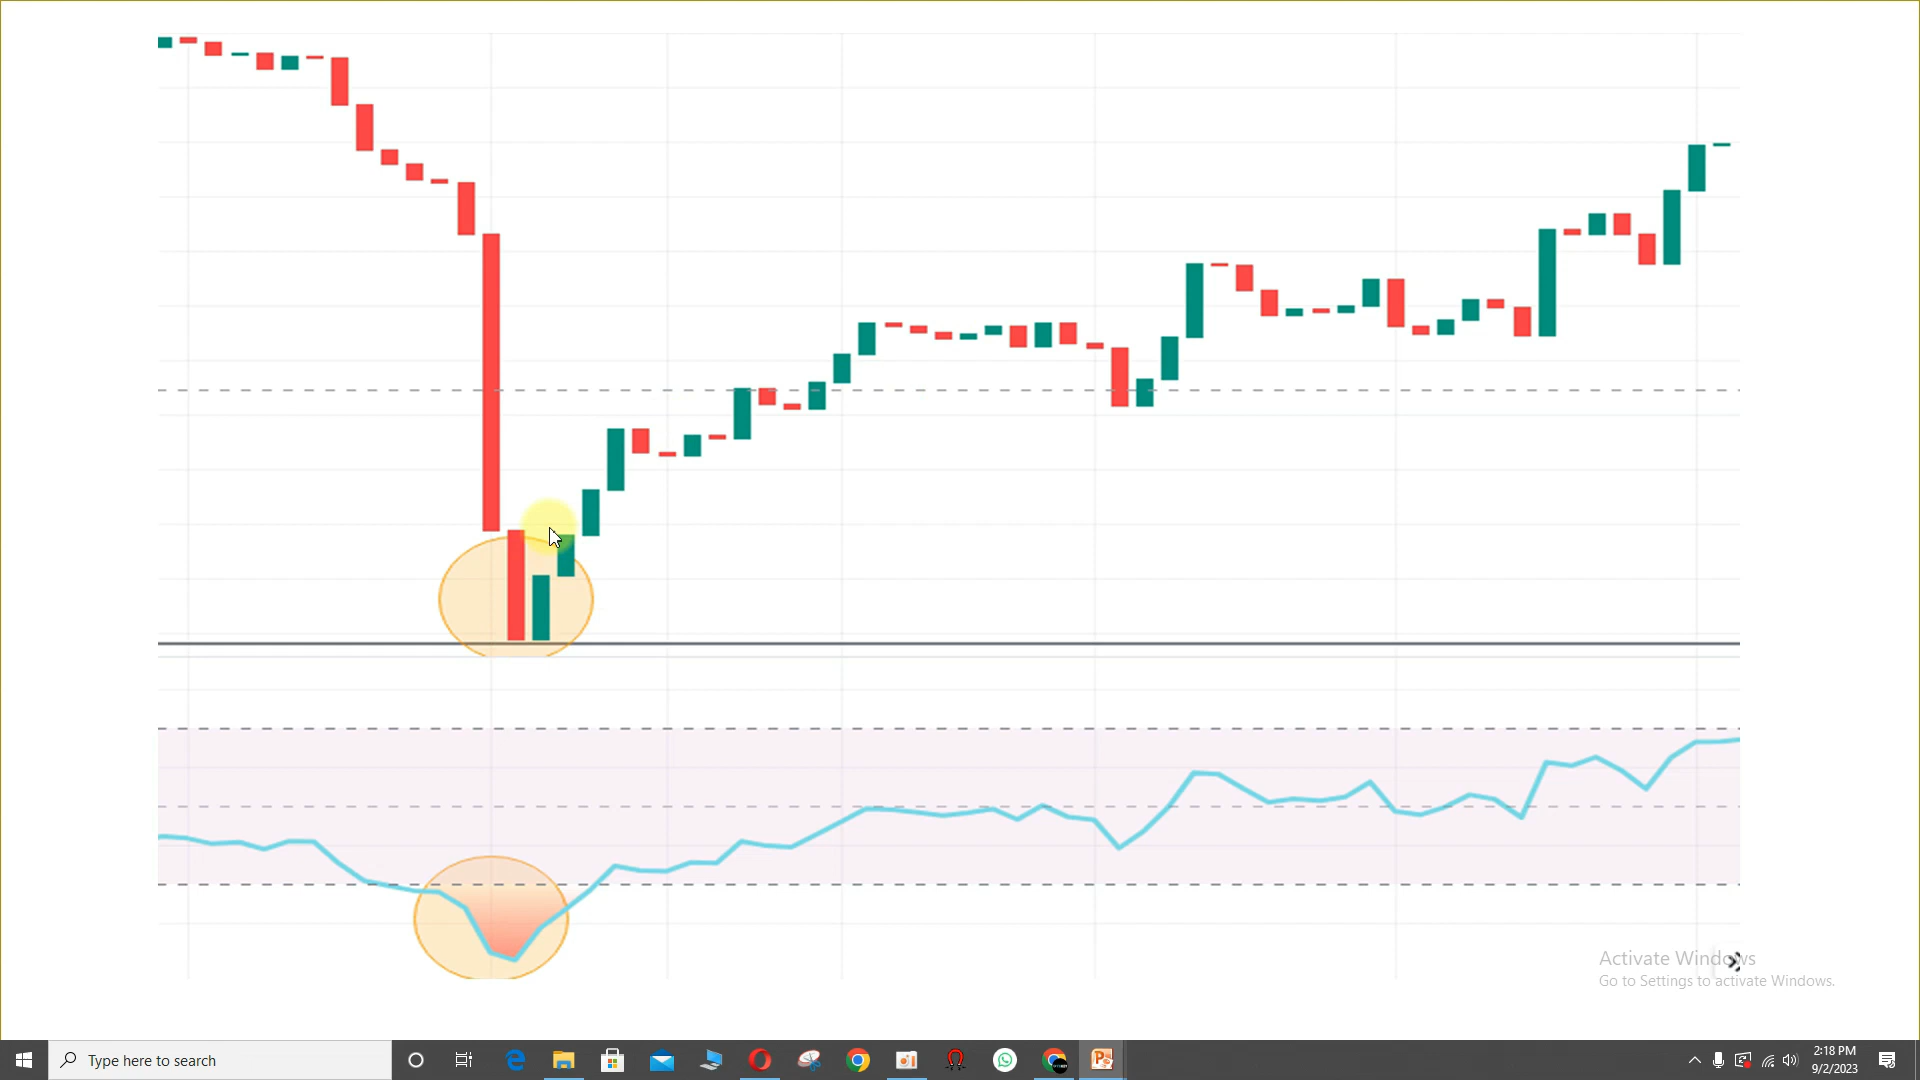 Activate Windows
Go to Settings to activate Windows.
Type here to search
2:18 PM
9/2/2023